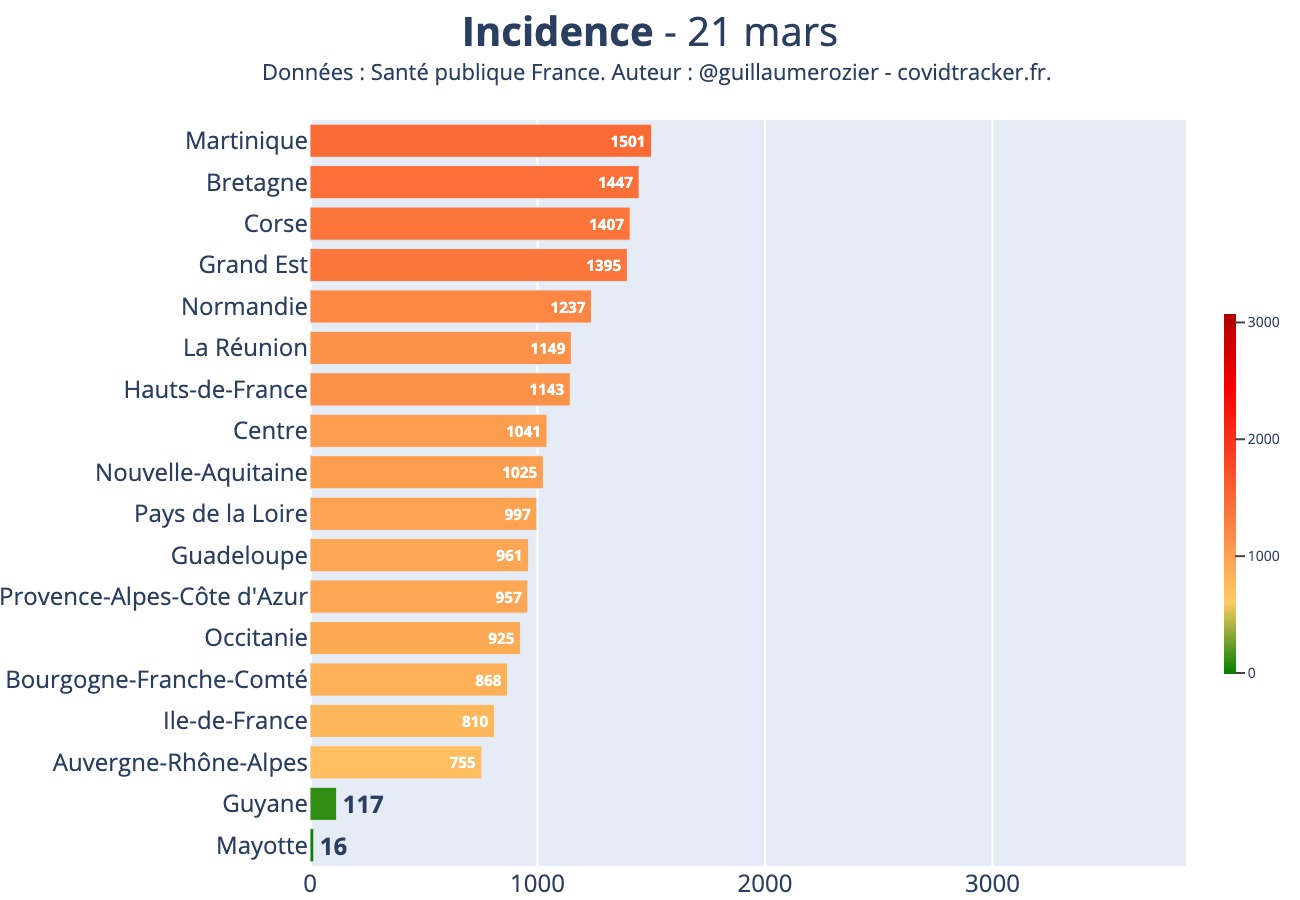 Incidence - 21 mars
Données : Santé publique France. Auteur : @guillaumerozier - covidtracker.fr.
Martinique 1501
Bretagne 1447
Corse 1407
Grand Est 1395
Normandie 1237
La Réunion 1149
Hauts-de-France 1143
Centre 1041
Nouvelle-Aquitaine 1025
Pays de la Loire 997
Guadeloupe 961
Provence-Alpes-Côte d'Azur 957
Occitanie 925
Bourgogne-Franche-Comté 868
Ile-de-France 810
Auvergne-Rhône-Alpes 755
Guyane 117
Mayotte 16
0 1000 2000 3000
3000
2000
1000
0